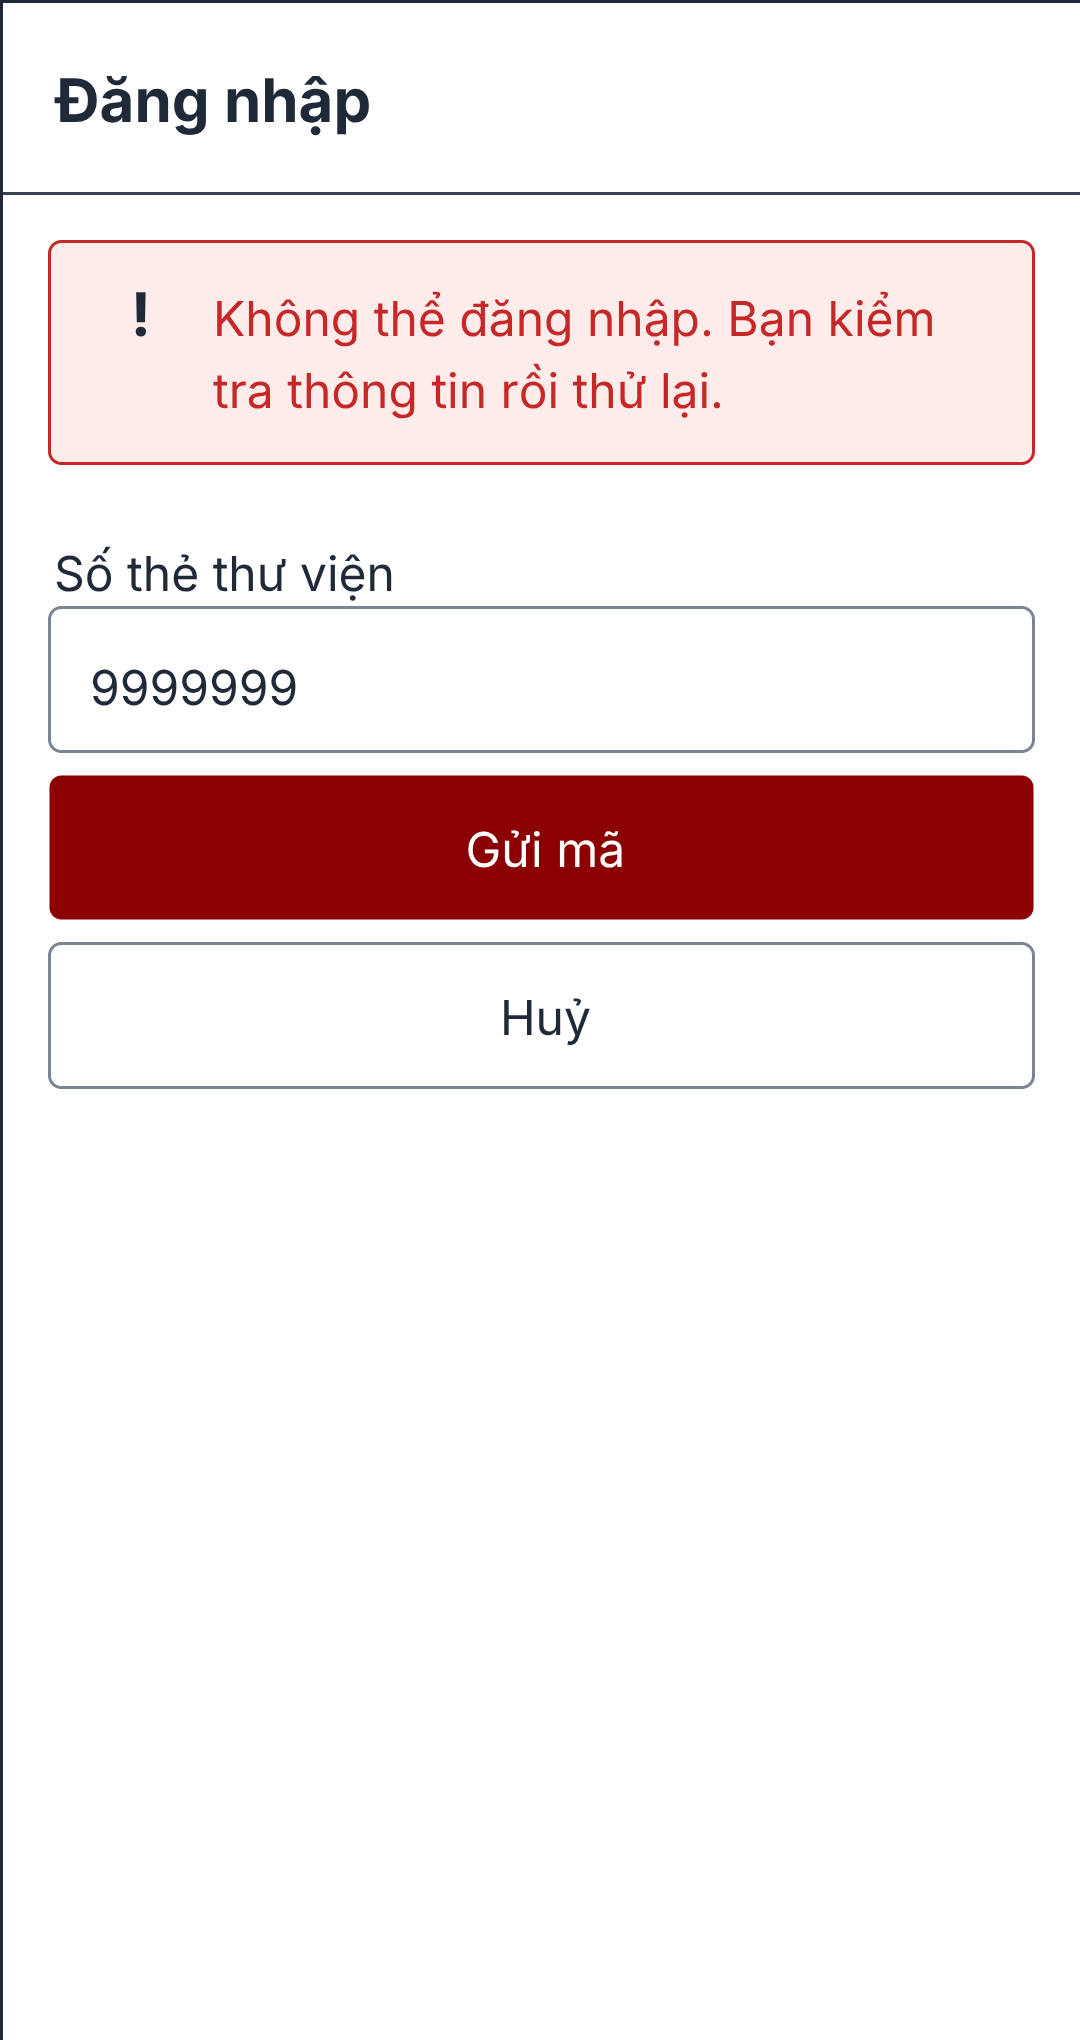 Đăng nhập
! Không thể đăng nhập. Bạn kiểm
tra thông tin rồi thử lại.
Số thẻ thư viện
9999999
Gửi mã
Huỷ